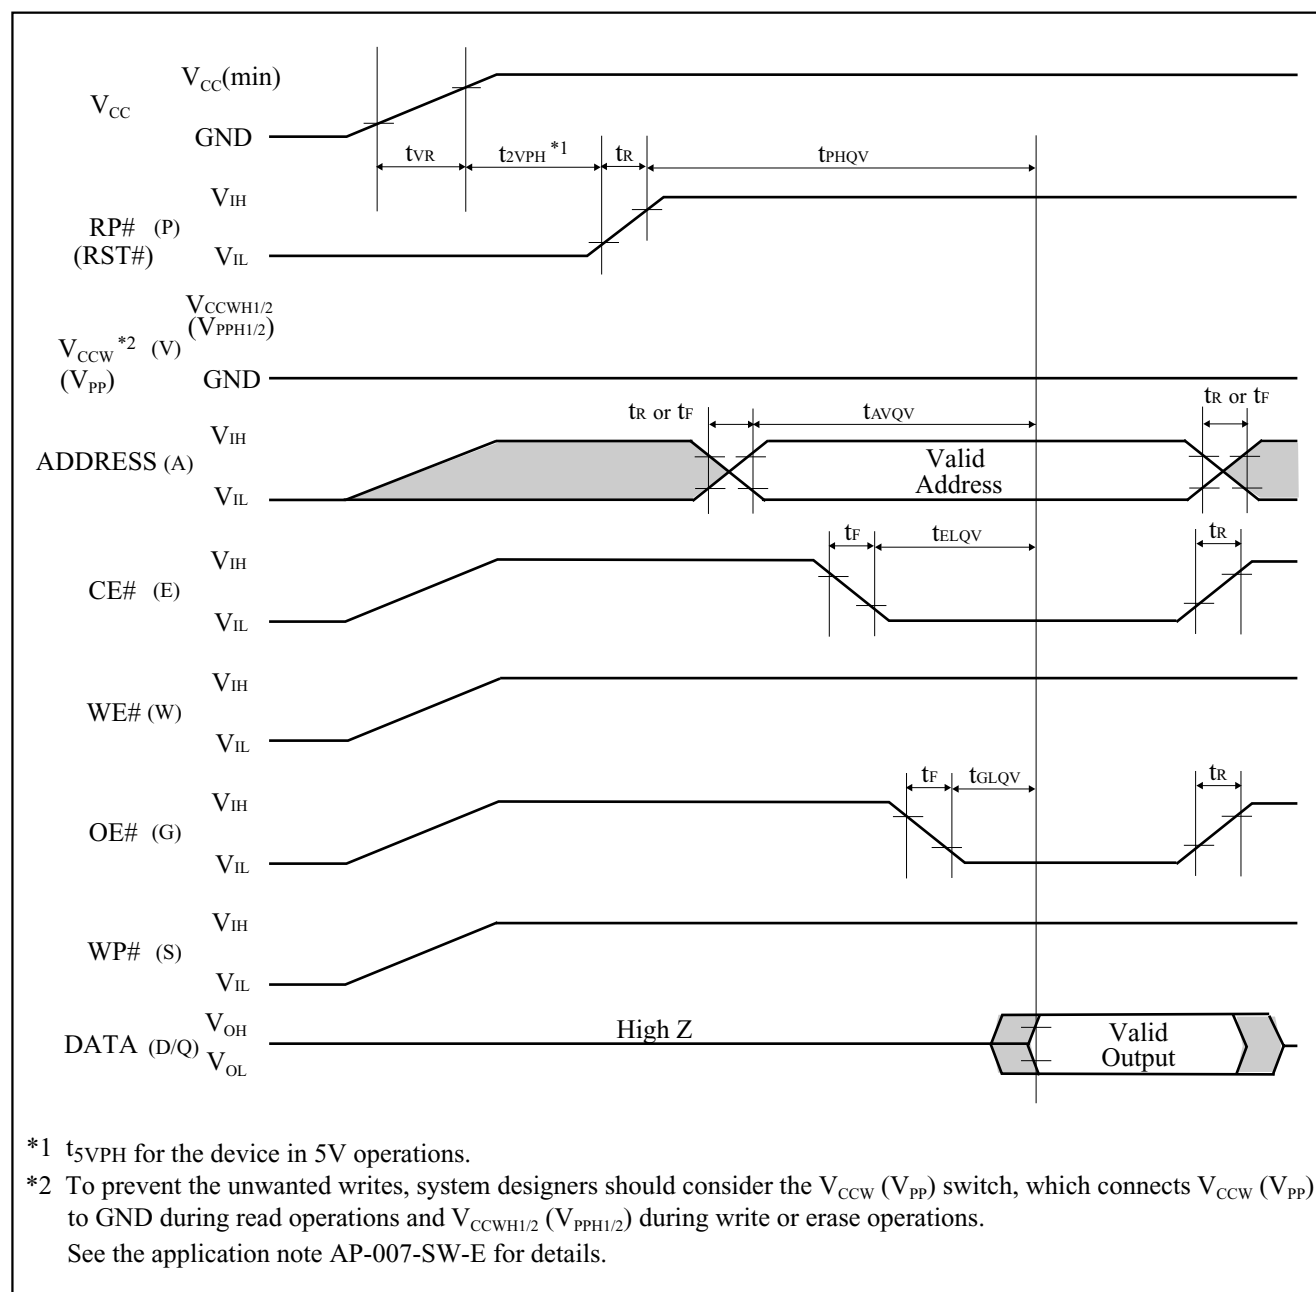 VCC
VCC(min)
GND
tVR
t2VPH *1
tR
tPHQV
RP# (P)
(RST#)
VIH
VIL
VCCWH1/2
(VPPH1/2)
VCCW *2 (V)
(VPP)
GND
tR or tF
tAVQV
tR or tF
ADDRESS (A)
VIH
VIL
Valid
Address
tF
tELQV
tR
CE# (E)
VIH
VIL
WE# (W)
VIH
VIL
tF
tGLQV
tR
OE# (G)
VIH
VIL
WP# (S)
VIH
VIL
DATA (D/Q)
VOH
VOL
High Z
Valid
Output
*1 t5VPH for the device in 5V operations.
*2 To prevent the unwanted writes, system designers should consider the VCCW (VPP) switch, which connects VCCW (VPP)
to GND during read operations and VCCWH1/2 (VPPH1/2) during write or erase operations.
See the application note AP-007-SW-E for details.